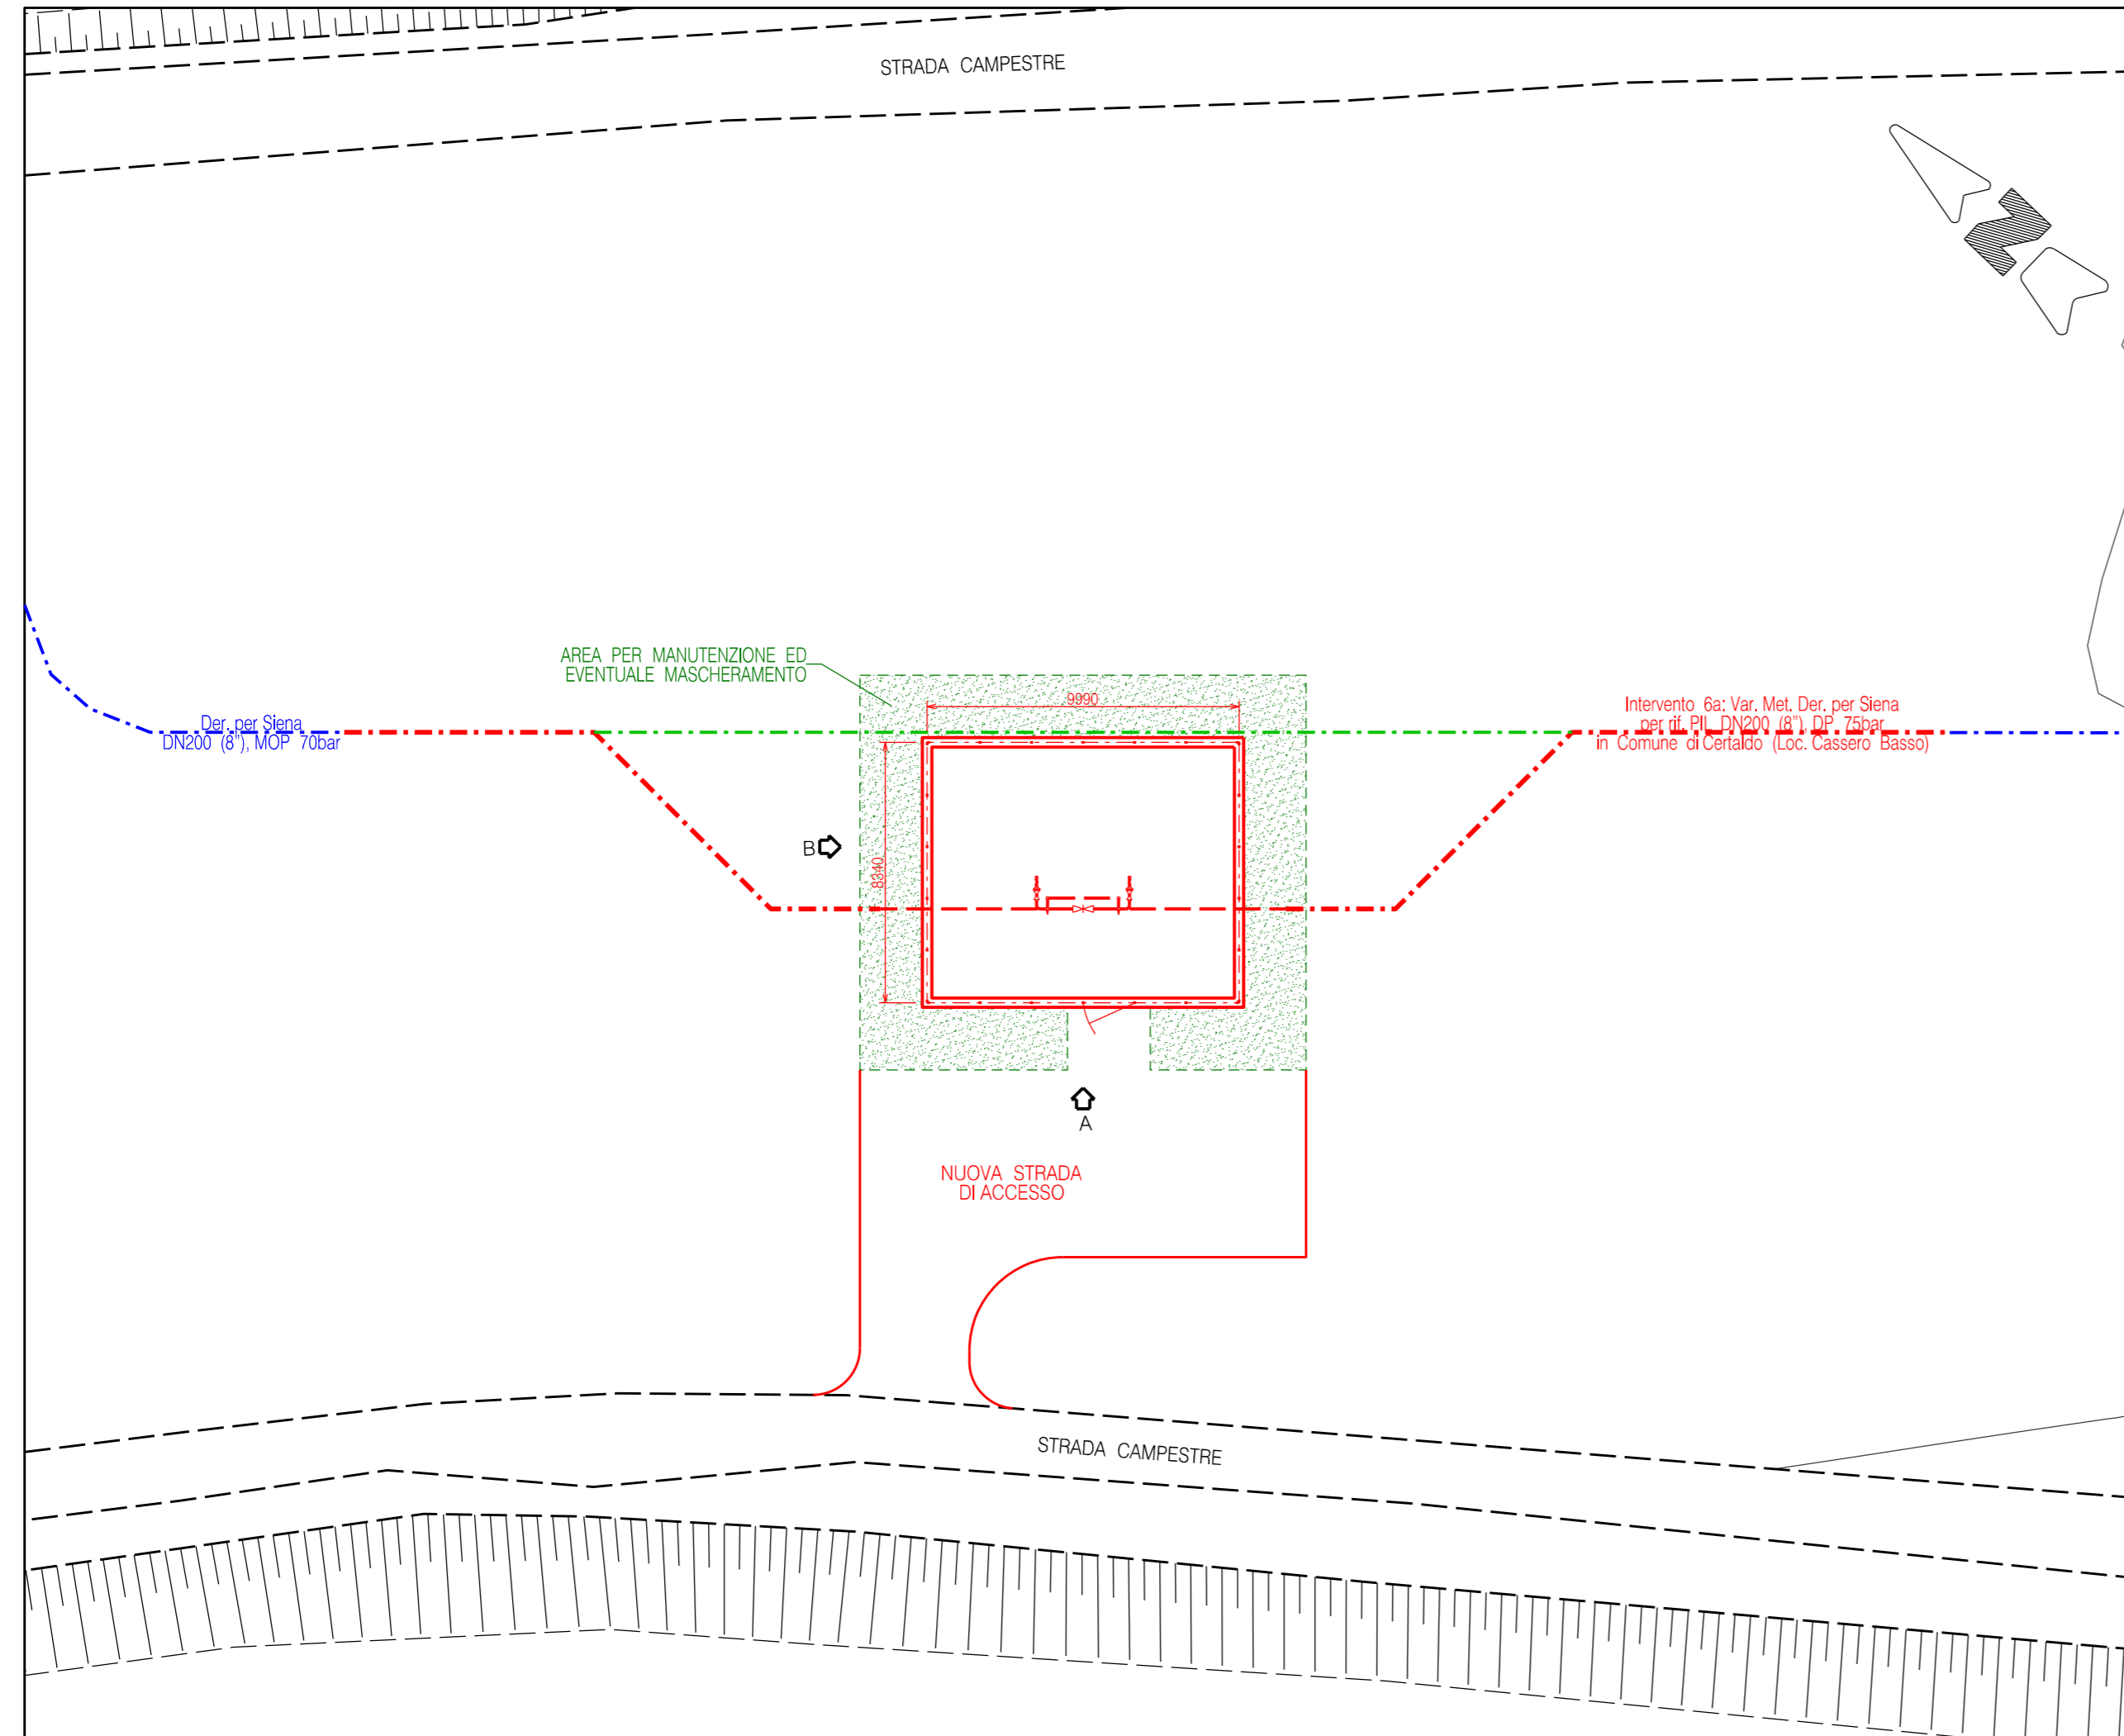 STRADA CAMPESTRE
AREA PER MANUTENZIONE ED
EVENTUALE MASCHERAMENTO
9990
Intervento 6a: Var. Met. Der. per Siena
per rif. PIL DN200 (8"), DP 75bar
in Comune di Certaldo (Loc. Cassero Basso)
Der. per Siena
DN200 (8"), MOP 70bar
B
8340
A
NUOVA STRADA
DI ACCESSO
STRADA CAMPESTRE
N